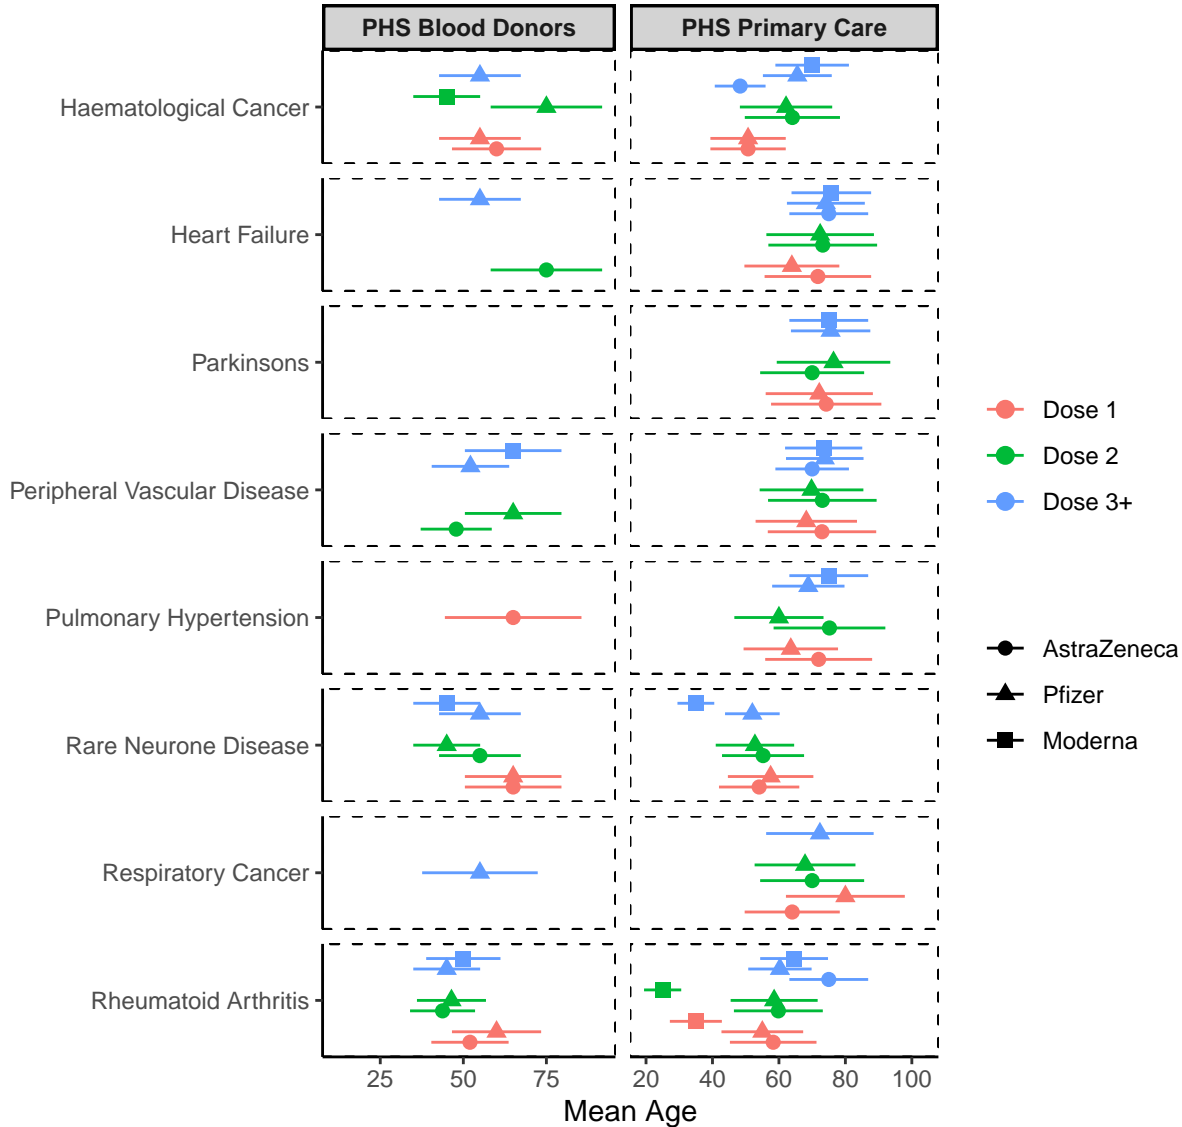 PHS Blood Donors
PHS Primary Care
Haematological Cancer
Heart Failure
Parkinsons
Peripheral Vascular Disease
Pulmonary Hypertension
Rare Neurone Disease
Respiratory Cancer
Rheumatoid Arthritis
25 50 75
20 40 60 80 100
Mean Age
Dose 1
Dose 2
Dose 3+
AstraZeneca
Pfizer
Moderna